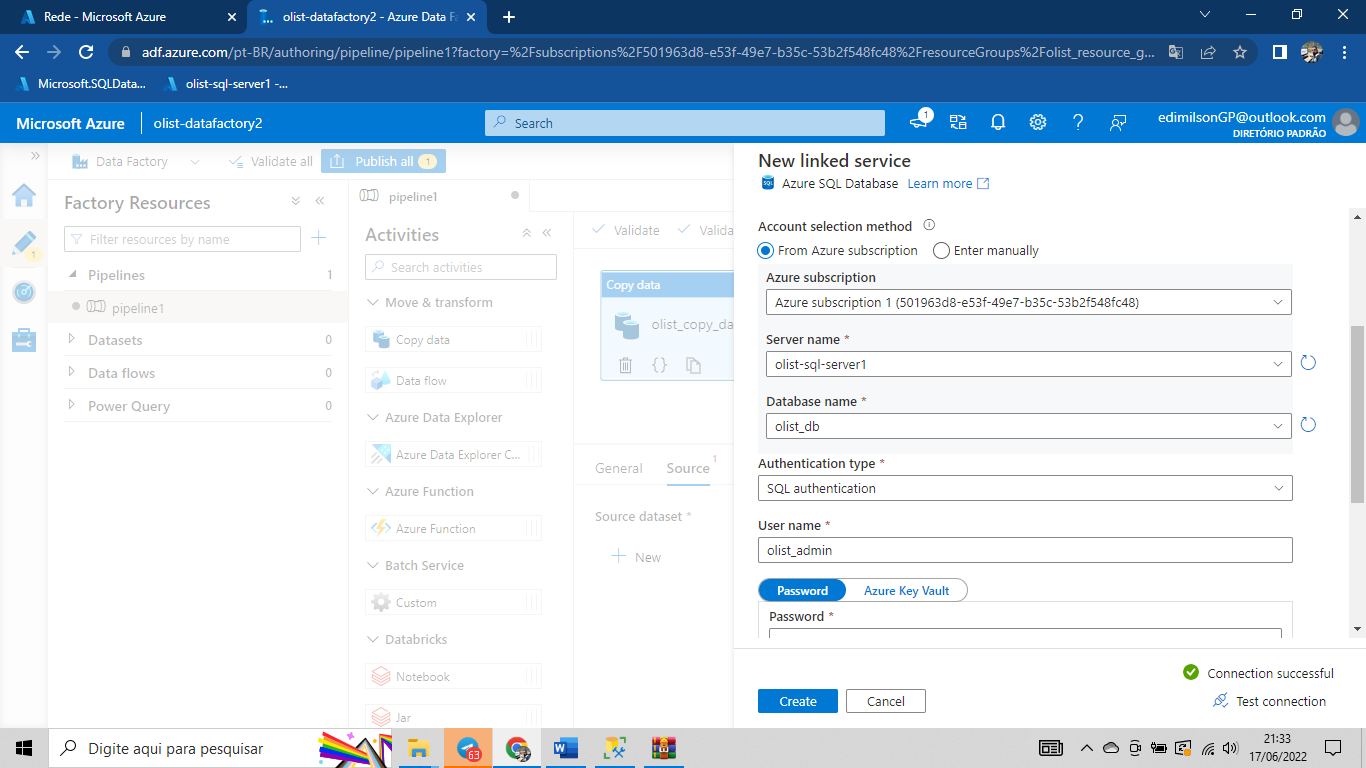 Rede - Microsoft Azure
olist-datafactory2 - Azure Data Fa
adf.azure.com/pt-BR/authoring/pipeline/pipeline1?factory=%2Fsubscriptions%2F501963d8-e53f-49e7-b35c-53b2f548fc48%2FresourceGroups%2Folist_resource_g...
Microsoft.SQLData...
olist-sql-server1 -...
Microsoft Azure
olist-datafactory2
Search
1
edimilsonGP@outlook.com
DIRETÓRIO PADRÃO
Data Factory
Validate all
Publish all 1
Factory Resources
Filter resources by name
1
Pipelines 1
pipeline1
Datasets 0
Data flows 0
Power Query 0
pipeline1
Activities
Search activities
Move & transform
Copy data
Data flow
Azure Data Explorer
Azure Data Explorer C...
Azure Function
Azure Function
Batch Service
Custom
Databricks
Notebook
Jar
Validate
Valida
Copy data
olist_copy_da
General
Source 1
Source dataset *
New
New linked service
Azure SQL Database Learn more
Account selection method
From Azure subscription
Enter manually
Azure subscription
Azure subscription 1 (501963d8-e53f-49e7-b35c-53b2f548fc48)
Server name *
olist-sql-server1
Database name *
olist_db
Authentication type *
SQL authentication
User name *
olist_admin
Password
Azure Key Vault
Password *
Connection successful
Create
Cancel
Test connection
Digite aqui para pesquisar
63
21:33
17/06/2022